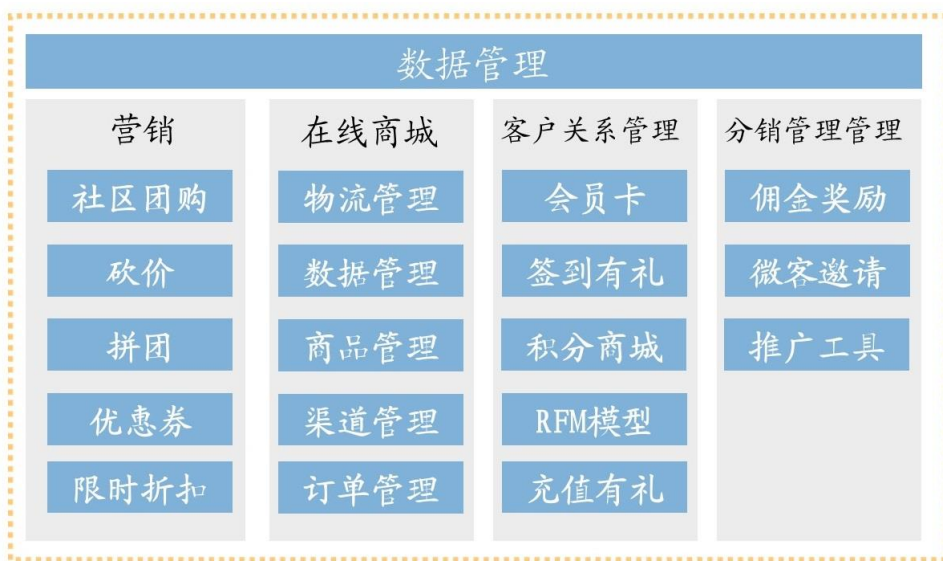 数据管理
营销
社区团购
砍价
拼团
优惠券
限时折扣
在线商城
物流管理
数据管理
商品管理
渠道管理
订单管理
客户关系管理
会员卡
签到有礼
积分商城
RFM模型
充值有礼
分销管理管理
佣金奖励
微客邀请
推广工具